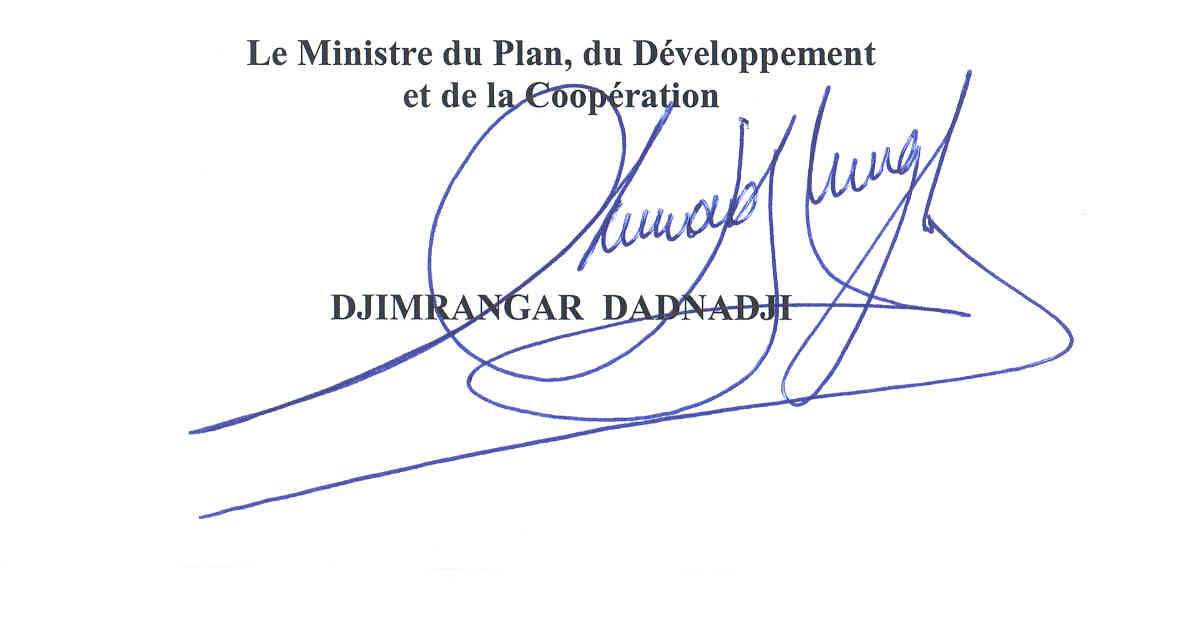 Le Ministre du Plan, du Développement
et de la Coopération
DJIMRANGAR DADNADJI